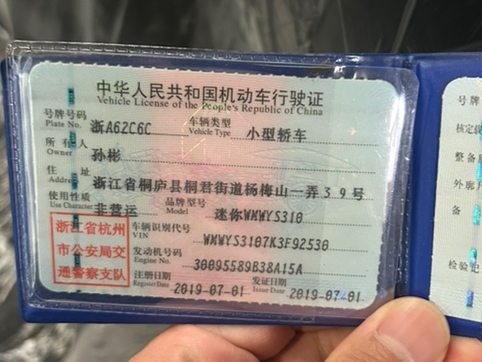 中华人民共和国机动车行驶证
Vehicle License of the People's Republic of China
号牌号码 浙A62C6C 车辆类型 小型轿车
Plate No. Vehicle Type
所有人 孙彬
Owner
住址 浙江省桐庐县桐君街道杨梅山一弄39号
Address
使用性质 非营运 品牌型号 迷你WMWYS310
Use Character Model
浙江省杭州
市公安局交
通警察支队
车辆识别代号 WMWYS3107K3F92530
VIN
发动机号码 30095589B38A15A
Engine No.
注册日期 2019-07-01 发证日期 2019-07-01
Register Date Issue Date
号牌
核定载
整备质
外廓尺
备
检验记